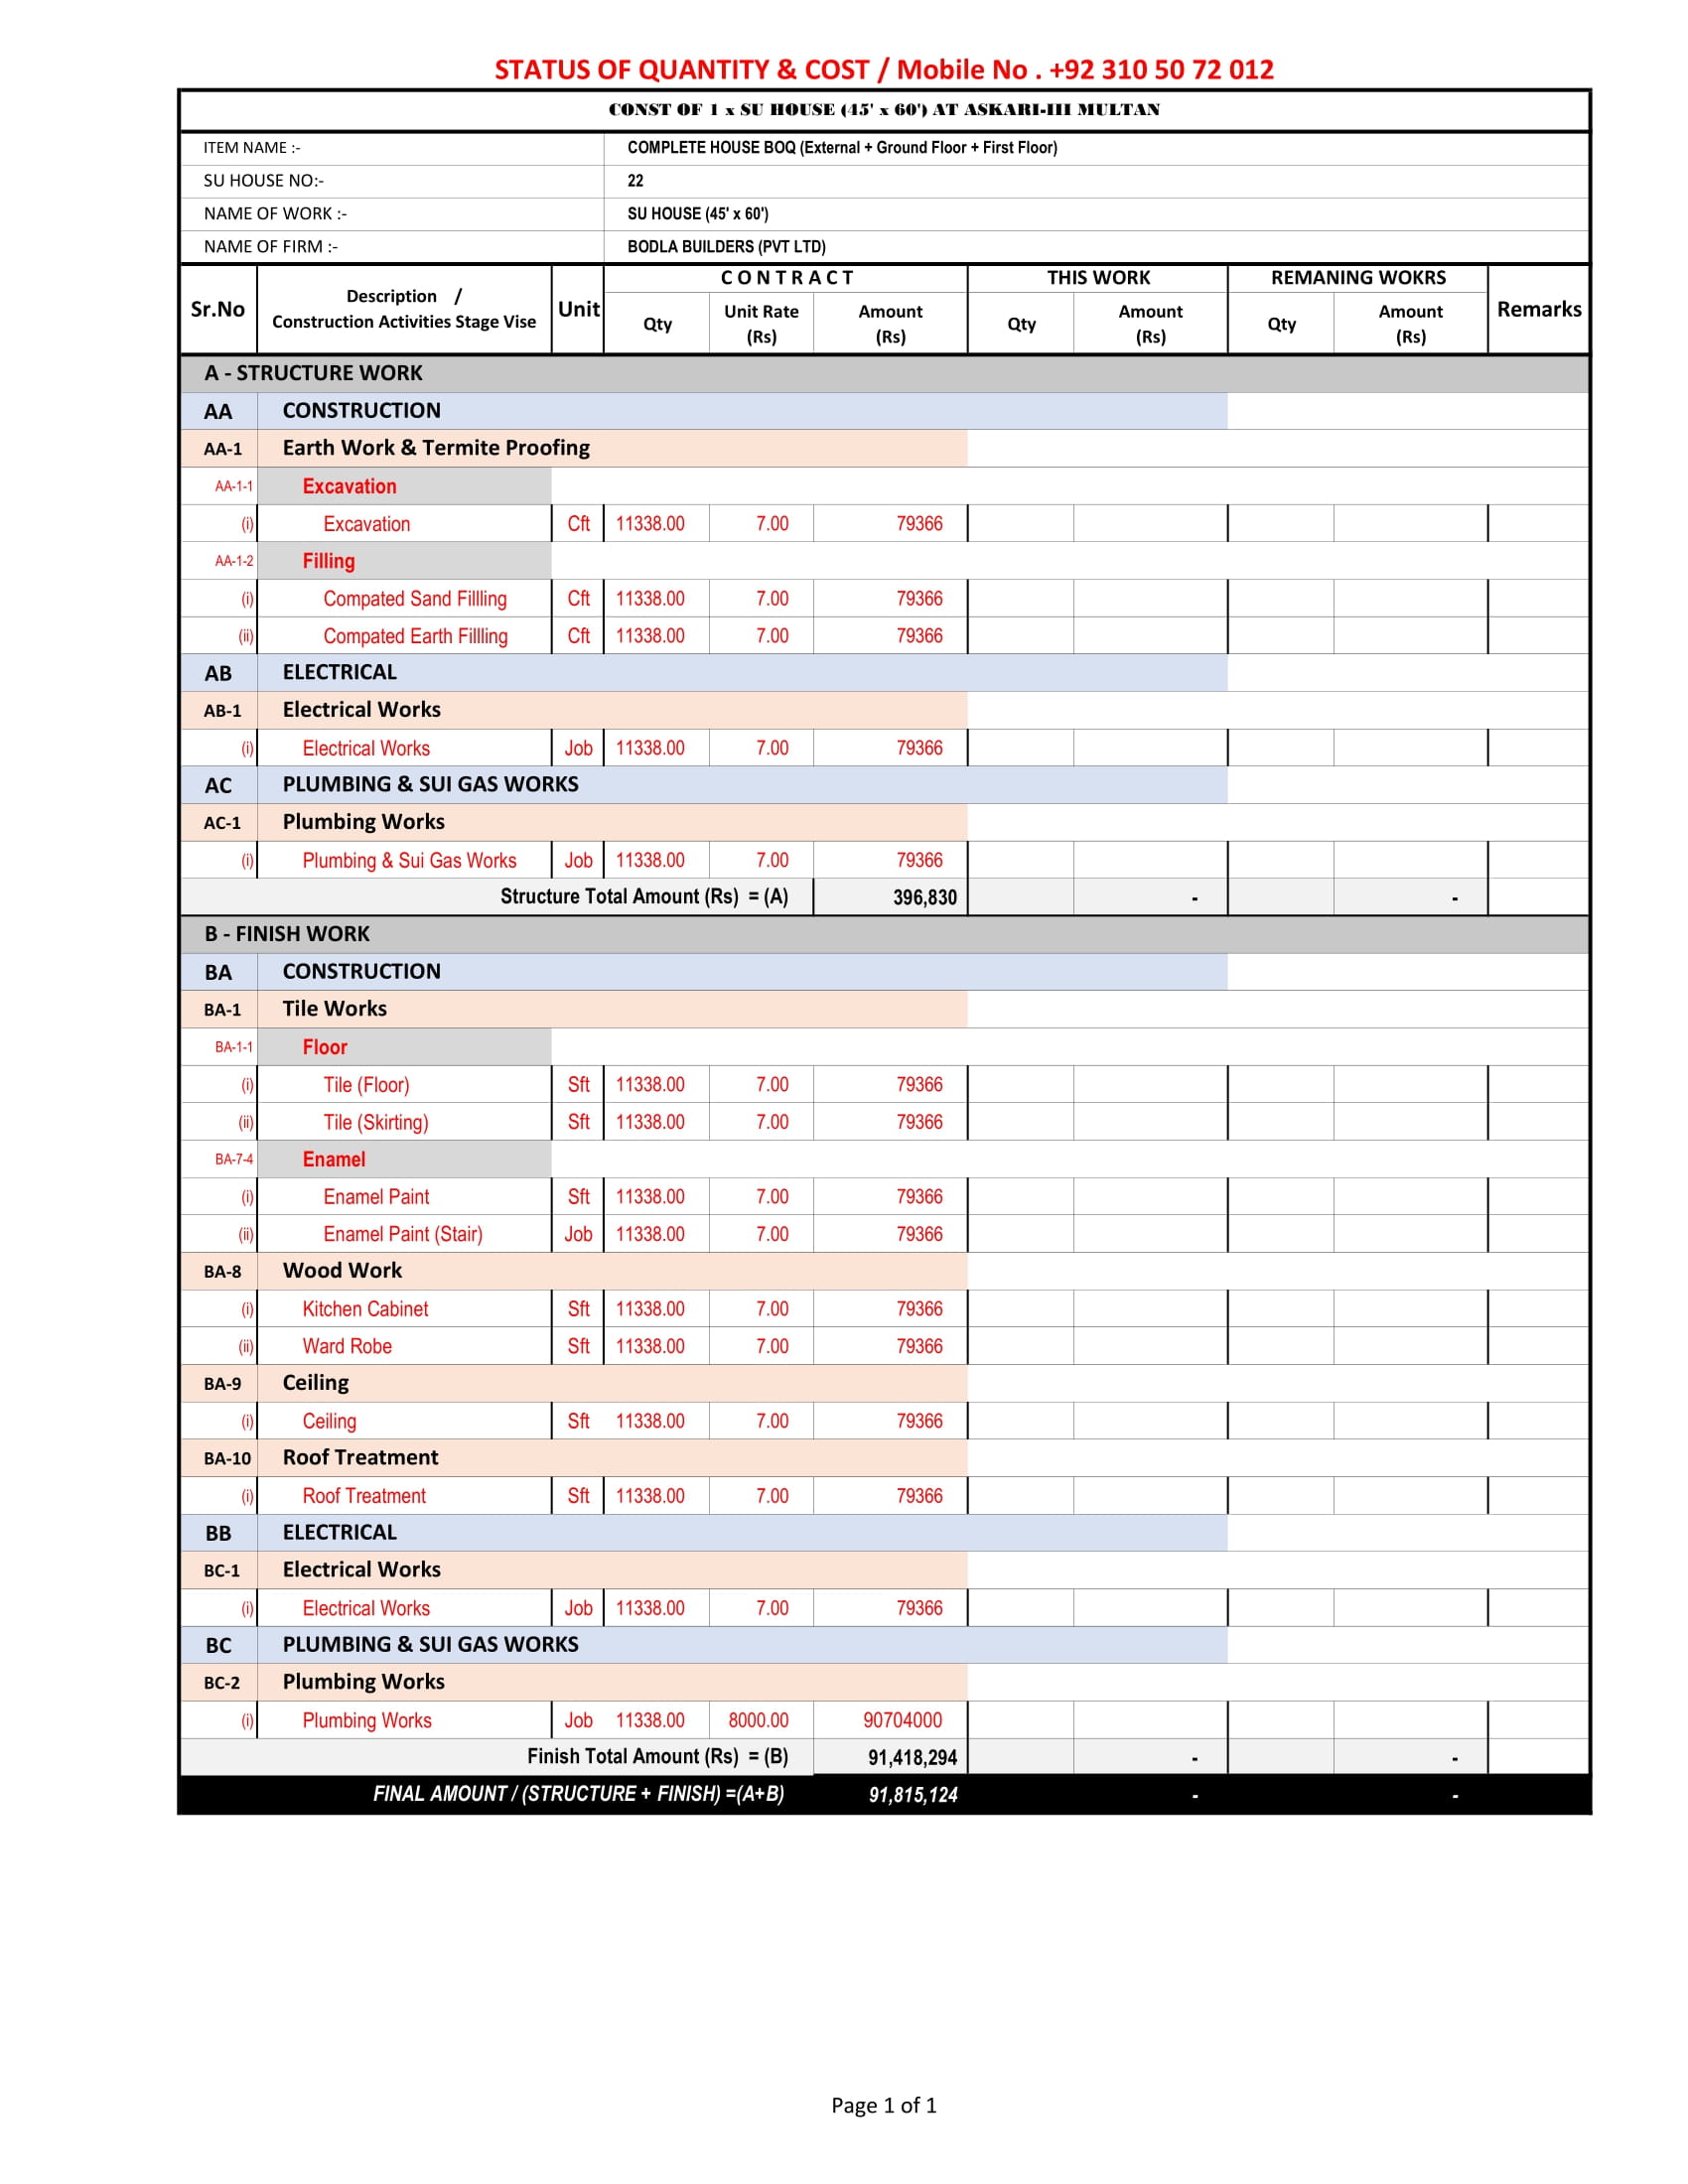 STATUS OF QUANTITY & COST / Mobile No . +92 310 50 72 012
CONST OF 1 x SU HOUSE (45' x 60') AT ASKARI-III MULTAN
ITEM NAME :- COMPLETE HOUSE BOQ (External + Ground Floor + First Floor)
SU HOUSE NO:- 22
NAME OF WORK :- SU HOUSE (45' x 60')
NAME OF FIRM :- BODLA BUILDERS (PVT LTD)
Sr.No Description / Construction Activities Stage Vise Unit CONTRACT THIS WORK REMANING WOKRS Remarks
Qty Unit Rate (Rs) Amount (Rs) Qty Amount (Rs) Qty Amount (Rs)
A - STRUCTURE WORK
AA CONSTRUCTION
AA-1 Earth Work & Termite Proofing
AA-1-1 Excavation
(i) Excavation Cft 11338.00 7.00 79366
AA-1-2 Filling
(i) Compated Sand Fillling Cft 11338.00 7.00 79366
(ii) Compated Earth Fillling Cft 11338.00 7.00 79366
AB ELECTRICAL
AB-1 Electrical Works
(i) Electrical Works Job 11338.00 7.00 79366
AC PLUMBING & SUI GAS WORKS
AC-1 Plumbing Works
(i) Plumbing & Sui Gas Works Job 11338.00 7.00 79366
Structure Total Amount (Rs) = (A) 396,830 - -
B - FINISH WORK
BA CONSTRUCTION
BA-1 Tile Works
BA-1-1 Floor
(i) Tile (Floor) Sft 11338.00 7.00 79366
(ii) Tile (Skirting) Sft 11338.00 7.00 79366
BA-7-4 Enamel
(i) Enamel Paint Sft 11338.00 7.00 79366
(ii) Enamel Paint (Stair) Job 11338.00 7.00 79366
BA-8 Wood Work
(i) Kitchen Cabinet Sft 11338.00 7.00 79366
(ii) Ward Robe Sft 11338.00 7.00 79366
BA-9 Ceiling
(i) Ceiling Sft 11338.00 7.00 79366
BA-10 Roof Treatment
(i) Roof Treatment Sft 11338.00 7.00 79366
BB ELECTRICAL
BC-1 Electrical Works
(i) Electrical Works Job 11338.00 7.00 79366
BC PLUMBING & SUI GAS WORKS
BC-2 Plumbing Works
(i) Plumbing Works Job 11338.00 8000.00 90704000
Finish Total Amount (Rs) = (B) 91,418,294 - -
FINAL AMOUNT / (STRUCTURE + FINISH) =(A+B) 91,815,124 - -
Page 1 of 1